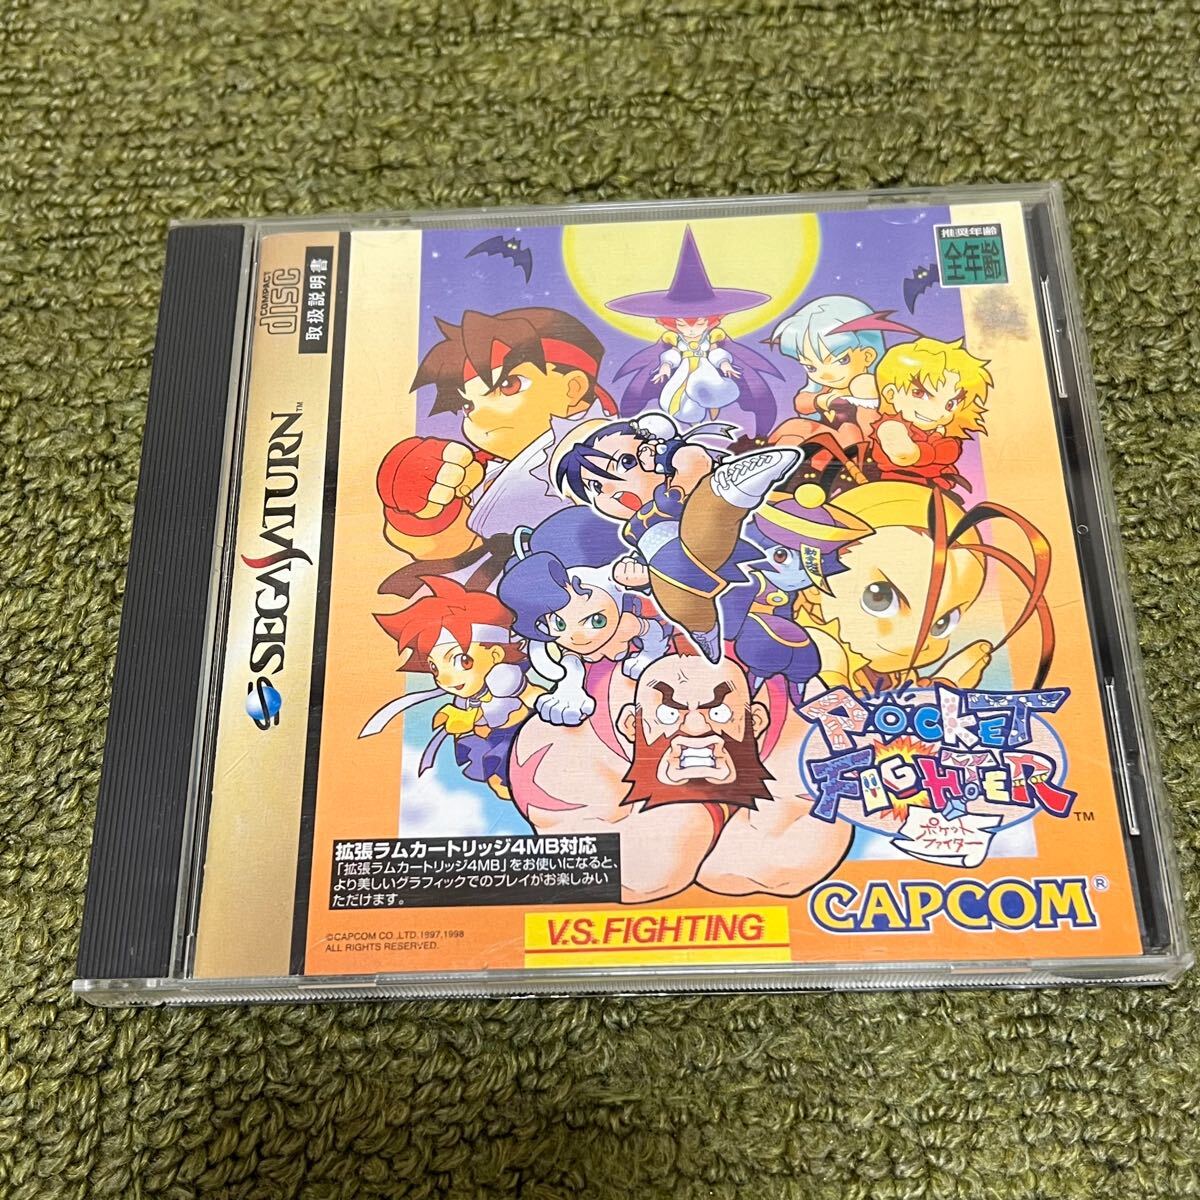 COMPACT
disc
取扱説明書
SEGASATURN™
推奨年齢
全年齢
POCKET
FIGHTER™
ポケット
ファイター
拡張ラムカートリッジ4MB対応
「拡張ラムカートリッジ4MB」をお使いになると、
より美しいグラフィックでのプレイがお楽しみい
ただけます。
©CAPCOM CO.,LTD.1997,1998
ALL RIGHTS RESERVED.
V.S.FIGHTING
CAPCOM®